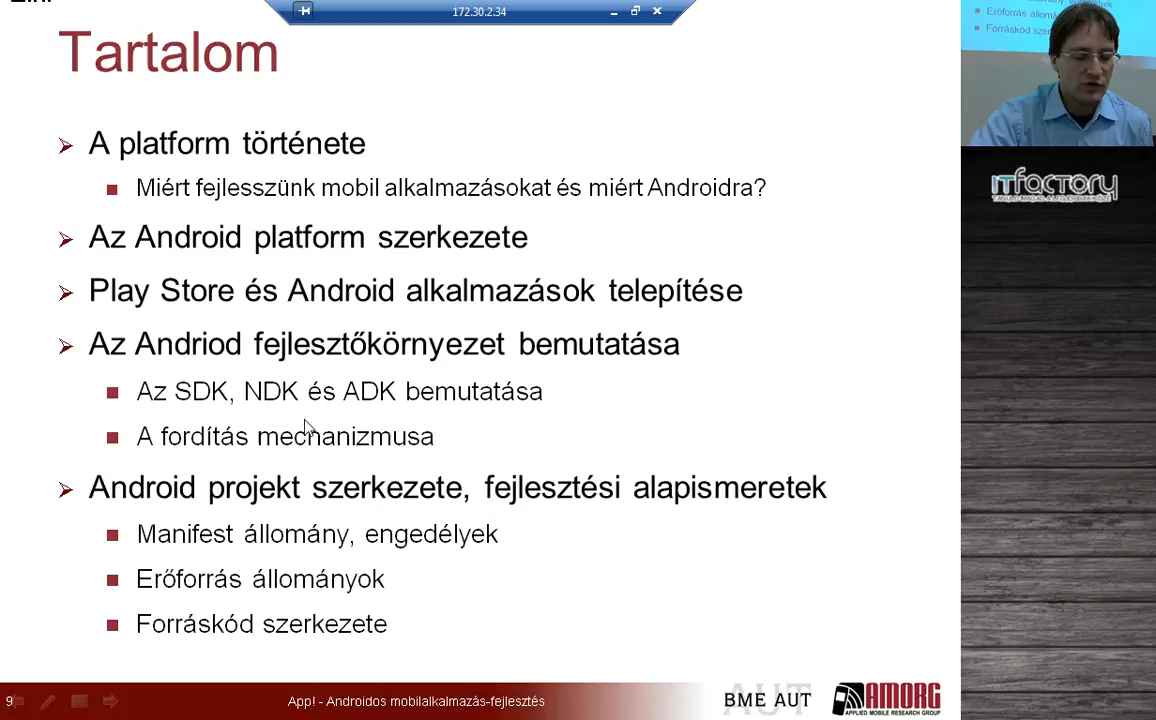 172.30.2.34
Tartalom
A platform története
Miért fejlesszünk mobil alkalmazásokat és miért Androidra?
Az Android platform szerkezete
Play Store és Android alkalmazások telepítése
Az Andriod fejlesztőkörnyezet bemutatása
Az SDK, NDK és ADK bemutatása
A fordítás mechanizmusa
Android projekt szerkezete, fejlesztési alapismeretek
Manifest állomány, engedélyek
Erőforrás állományok
Forráskód szerkezete
9
App! - Androidos mobilalkalmazás-fejlesztés
BME AUT
AMORG
APPLIED MOBILE RESEARCH GROUP
Erőforrás
Forráskód
ITfactory